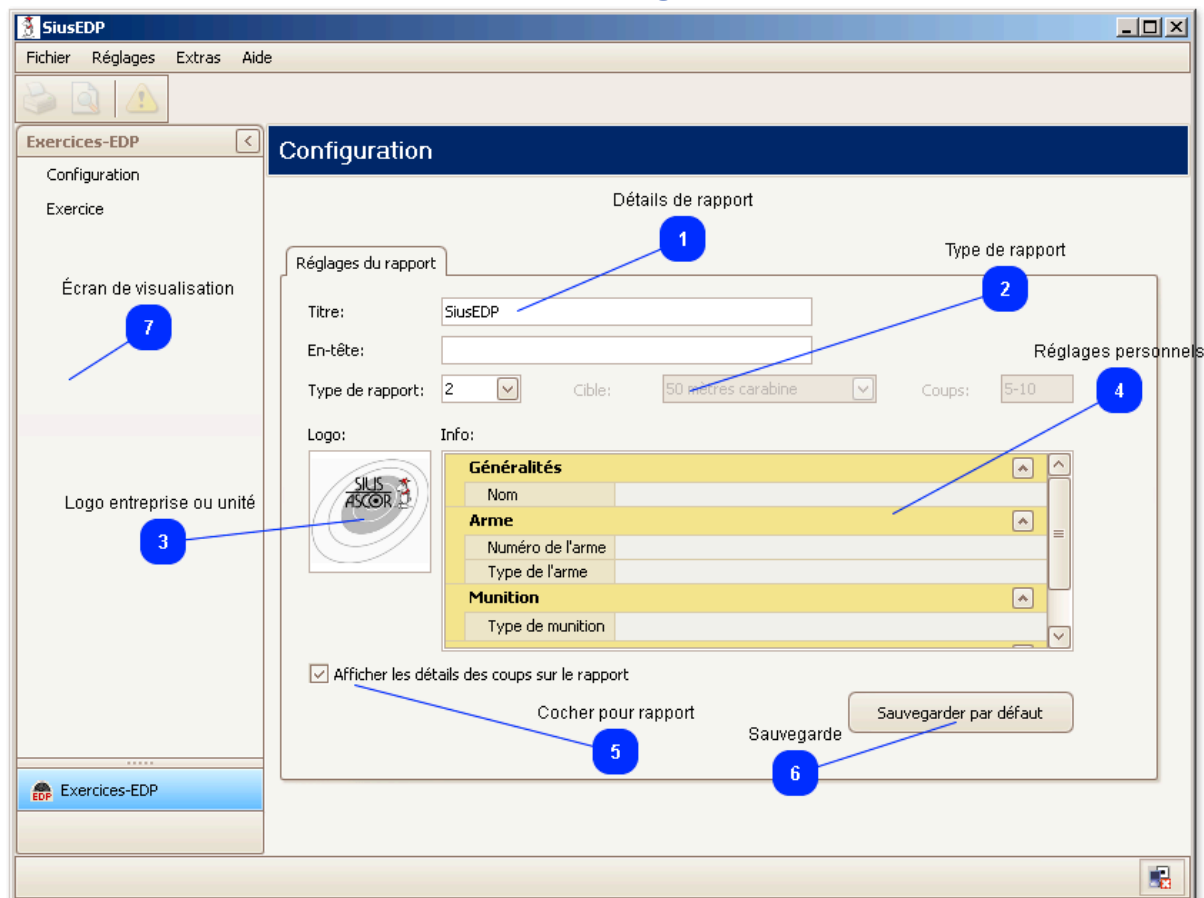 SiusEDP
Fichier Réglages Extras Aide
Exercices-EDP
Configuration
Exercice
Configuration
Détails de rapport
1
Type de rapport
2
Réglages du rapport
Écran de visualisation
7
Titre: SiusEDP
En-tête:
Réglages personnels
4
Type de rapport: 2 Cible: 50 mètres carabine Coups: 5-10
Logo: Info:
SIUS
ASCOR
Généralités
Nom
Arme
Numéro de l'arme
Type de l'arme
Munition
Type de munition
Logo entreprise ou unité
3
Afficher les détails des coups sur le rapport
Cocher pour rapport
5
Sauvegarder par défaut
Sauvegarde
6
EDP Exercices-EDP